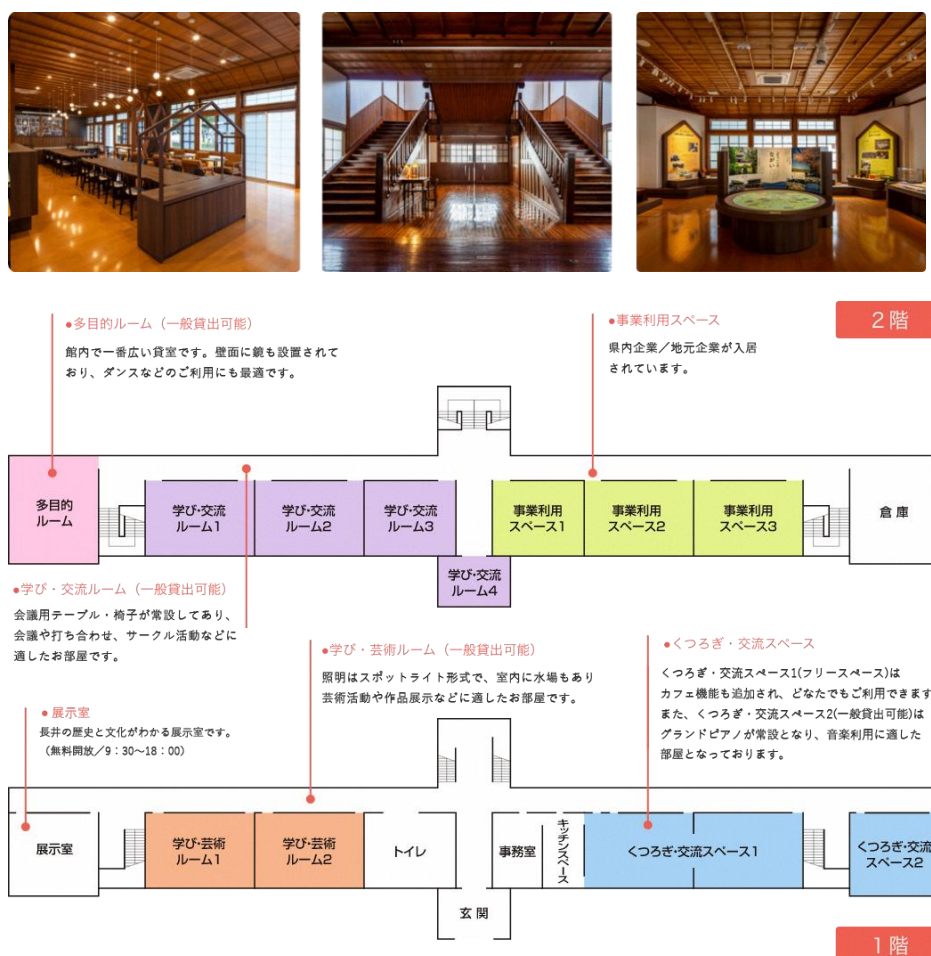 ●多目的ルーム（一般貸出可能）
館内で一番広い貸室です。壁面に鏡も設置されて
おり、ダンスなどのご利用にも最適です。
●事業利用スペース
県内企業／地元企業が入居
されています。
2階
多目的
ルーム
学び・交流
ルーム1
学び・交流
ルーム2
学び・交流
ルーム3
学び・交流
ルーム4
事業利用
スペース1
事業利用
スペース2
事業利用
スペース3
倉庫
●学び・交流ルーム（一般貸出可能）
会議用テーブル・椅子が常設してあり、
会議や打ち合わせ、サークル活動などに
適したお部屋です。
●学び・芸術ルーム（一般貸出可能）
照明はスポットライト形式で、室内に水場もあり
芸術活動や作品展示などに適したお部屋です。
●くつろぎ・交流スペース
くつろぎ・交流スペース1(フリースペース)は
カフェ機能も追加され、どなたでもご利用できます
また、くつろぎ・交流スペース2(一般貸出可能)は
グランドピアノが常設となり、音楽利用に適した
部屋となっております。
●展示室
長井の歴史と文化がわかる展示室です。
（無料開放／9：30〜18：00）
展示室
学び・芸術
ルーム1
学び・芸術
ルーム2
トイレ
玄関
事務室
キッチンスペース
くつろぎ・交流スペース1
くつろぎ・交流
スペース2
1階